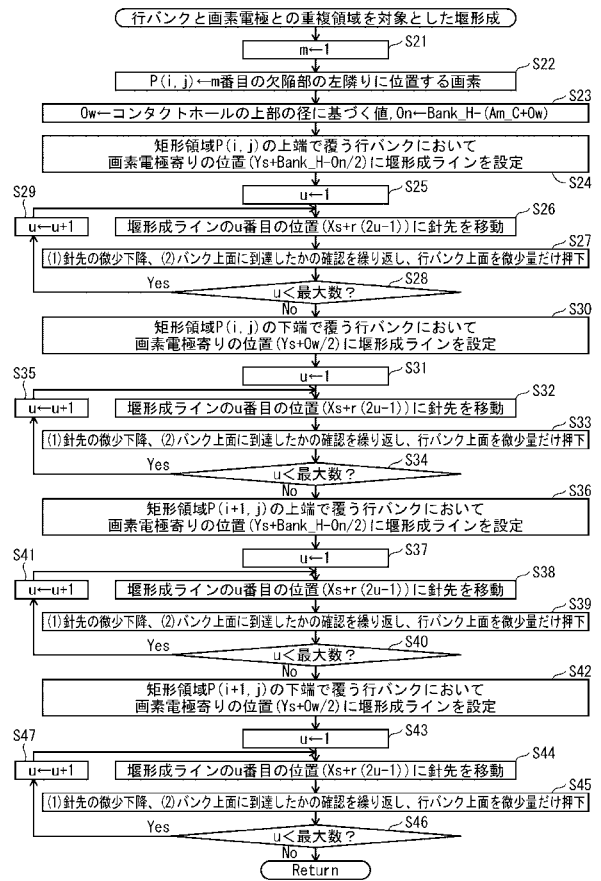 行バンクと画素電極との重複領域を対象とした堰形成
m←1
S21
P(i,j)←m番目の欠陥部の左隣りに位置する画素
S22
Ow←コンタクトホールの上部の径に基づく値,On←Bank_H-(Am_C+Ow)
S23
矩形領域P(i,j)の上端で覆う行バンクにおいて
画素電極寄りの位置(Ys+Bank_H-On/2)に堰形成ラインを設定
S24
u←1
S25
S29
u←u+1
堰形成ラインのu番目の位置(Xs+r(2u-1))に針先を移動
S26
(1)針先の微少下降、(2)バンク上面に到達したかの確認を繰り返し、行バンク上面を微少量だけ押下
S27
Yes
u<最大数?
S28
No
矩形領域P(i,j)の下端で覆う行バンクにおいて
画素電極寄りの位置(Ys+Ow/2)に堰形成ラインを設定
S30
u←1
S31
S35
u←u+1
堰形成ラインのu番目の位置(Xs+r(2u-1))に針先を移動
S32
(1)針先の微少下降、(2)バンク上面に到達したかの確認を繰り返し、行バンク上面を微少量だけ押下
S33
Yes
u<最大数?
S34
No
矩形領域P(i+1,j)の上端で覆う行バンクにおいて
画素電極寄りの位置(Ys+Bank_H-On/2)に堰形成ラインを設定
S36
u←1
S37
S41
u←u+1
堰形成ラインのu番目の位置(Xs+r(2u-1))に針先を移動
S38
(1)針先の微少下降、(2)バンク上面に到達したかの確認を繰り返し、行バンク上面を微少量だけ押下
S39
Yes
u<最大数?
S40
No
矩形領域P(i+1,j)の下端で覆う行バンクにおいて
画素電極寄りの位置(Ys+Ow/2)に堰形成ラインを設定
S42
u←1
S43
S47
u←u+1
堰形成ラインのu番目の位置(Xs+r(2u-1))に針先を移動
S44
(1)針先の微少下降、(2)バンク上面に到達したかの確認を繰り返し、行バンク上面を微少量だけ押下
S45
Yes
u<最大数?
S46
No
Return